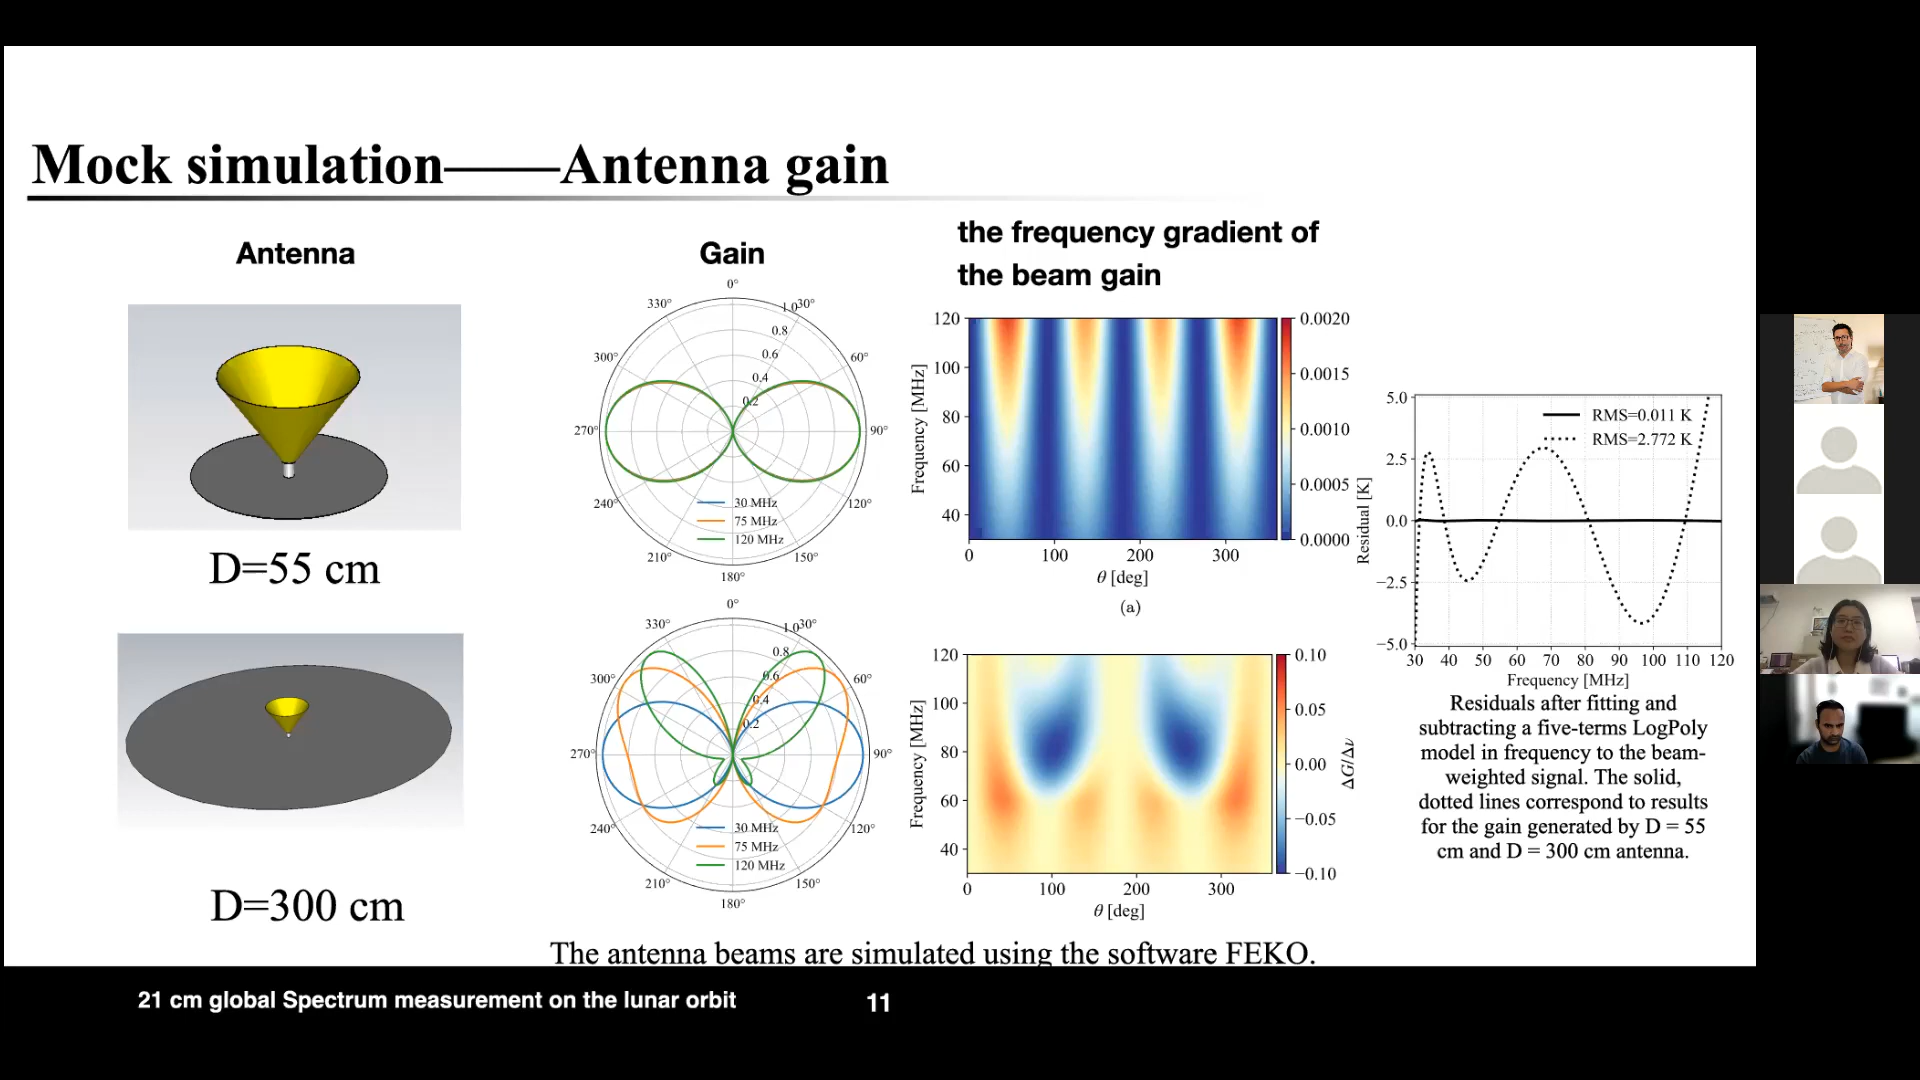 Mock simulation——Antenna gain
Antenna
Gain
the frequency gradient of
the beam gain
D=55 cm
0°
30°
60°
90°
120°
150°
180°
210°
240°
270°
300°
330°
0.2
0.4
0.6
0.8
1.0
30 MHz
75 MHz
120 MHz
120
100
80
60
40
Frequency [MHz]
0
100
200
300
θ [deg]
0.0020
0.0015
0.0010
0.0005
0.0000
(a)
5.0
2.5
0.0
−2.5
−5.0
Residual [K]
RMS=0.011 K
RMS=2.772 K
30 40 50 60 70 80 90 100 110 120
Frequency [MHz]
Residuals after fitting and
subtracting a five-terms LogPoly
model in frequency to the beam-
weighted signal. The solid,
dotted lines correspond to results
for the gain generated by D = 55
cm and D = 300 cm antenna.
D=300 cm
0°
30°
60°
90°
120°
150°
180°
210°
240°
270°
300°
330°
0.2
0.4
0.6
0.8
1.0
30 MHz
75 MHz
120 MHz
120
100
80
60
40
Frequency [MHz]
0
100
200
300
θ [deg]
0.10
0.05
0.00
−0.05
−0.10
ΔG/Δν
The antenna beams are simulated using the software FEKO.
21 cm global Spectrum measurement on the lunar orbit
11